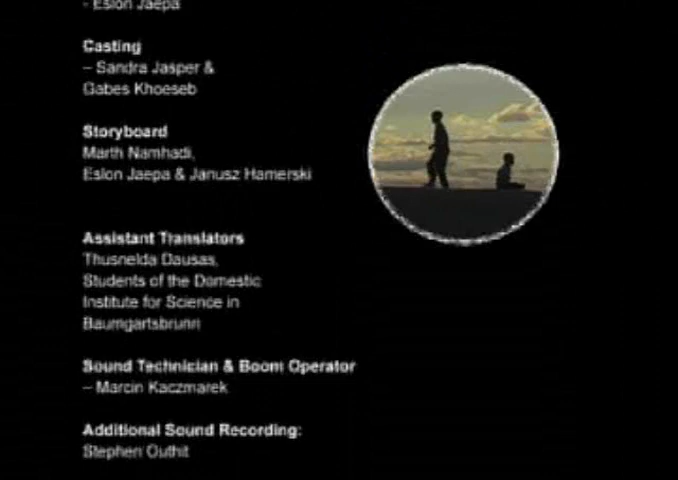 - Eslon Jaepa
Casting
– Sandra Jasper &
Gabes Khoeseb
Storyboard
Marth Namhadi,
Eslon Jaepa & Janusz Hamerski
Assistant Translators
Thusnelda Dausas,
Students of the Domestic
Institute for Science in
Baumgartsbrunn
Sound Technician & Boom Operator
– Marcin Kaczmarek
Additional Sound Recording:
Stephen Outhit